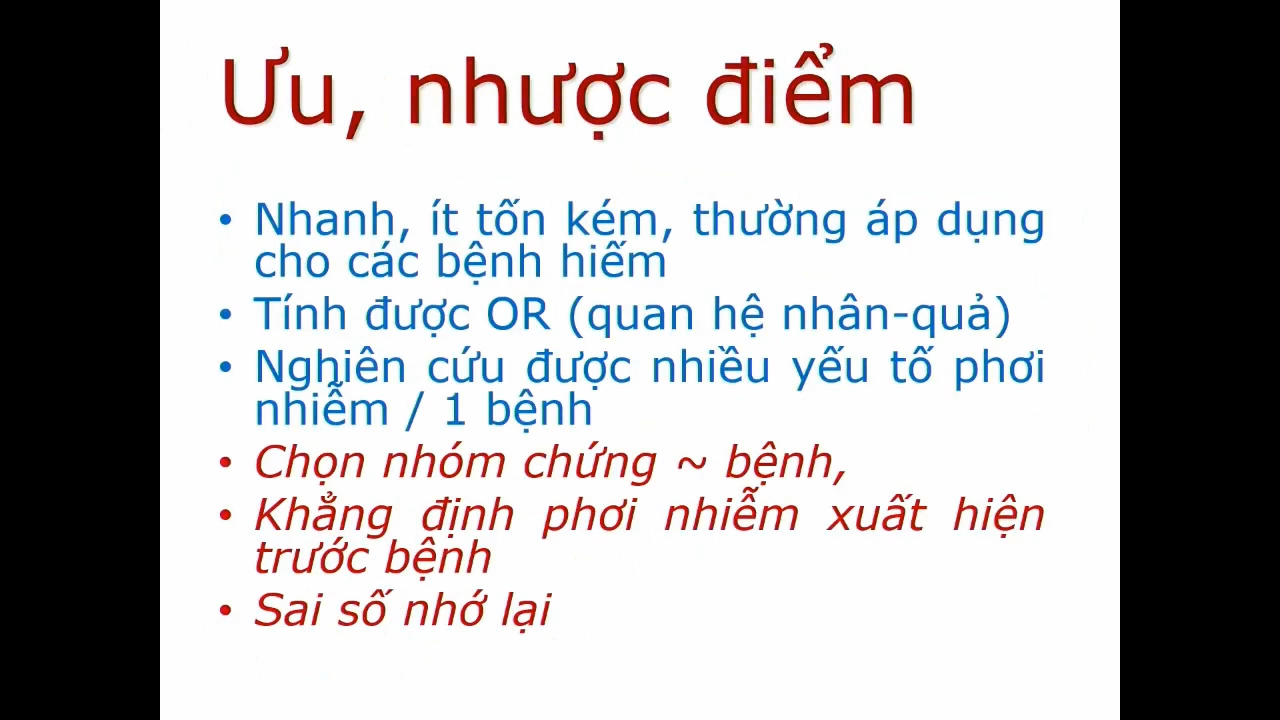 Ưu, nhược điểm
• Nhanh, ít tốn kém, thường áp dụng
cho các bệnh hiếm
• Tính được OR (quan hệ nhân-quả)
• Nghiên cứu được nhiều yếu tố phơi
nhiễm / 1 bệnh
• Chọn nhóm chứng ~ bệnh,
• Khẳng định phơi nhiễm xuất hiện
trước bệnh
• Sai số nhớ lại